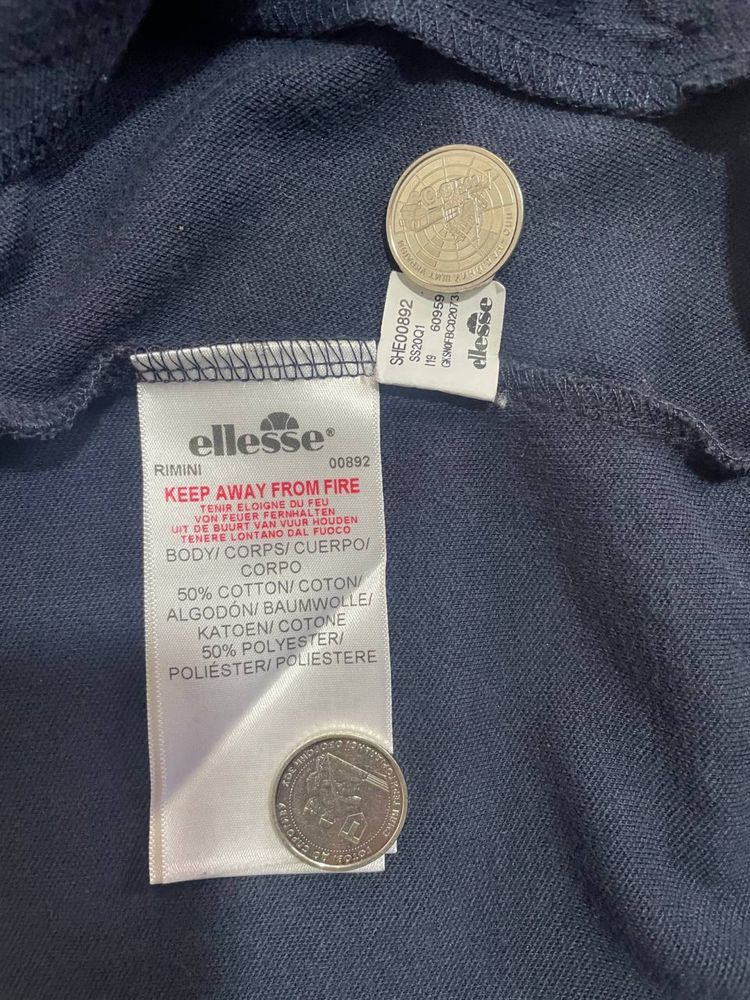 SHE00892
SS20Q1
I19 60959
GKSNOFBC02073
ellesse
ellesse®
RIMINI 00892
KEEP AWAY FROM FIRE
TENIR ELOIGNE DU FEU
VON FEUER FERNHALTEN
UIT DE BUURT VAN VUUR HOUDEN
TENERE LONTANO DAL FUOCO
BODY/ CORPS/ CUERPO/
CORPO
50% COTTON/ COTON/
ALGODÓN/ BAUMWOLLE/
KATOEN/ COTONE
50% POLYESTER/
POLIÉSTER/ POLIESTERE